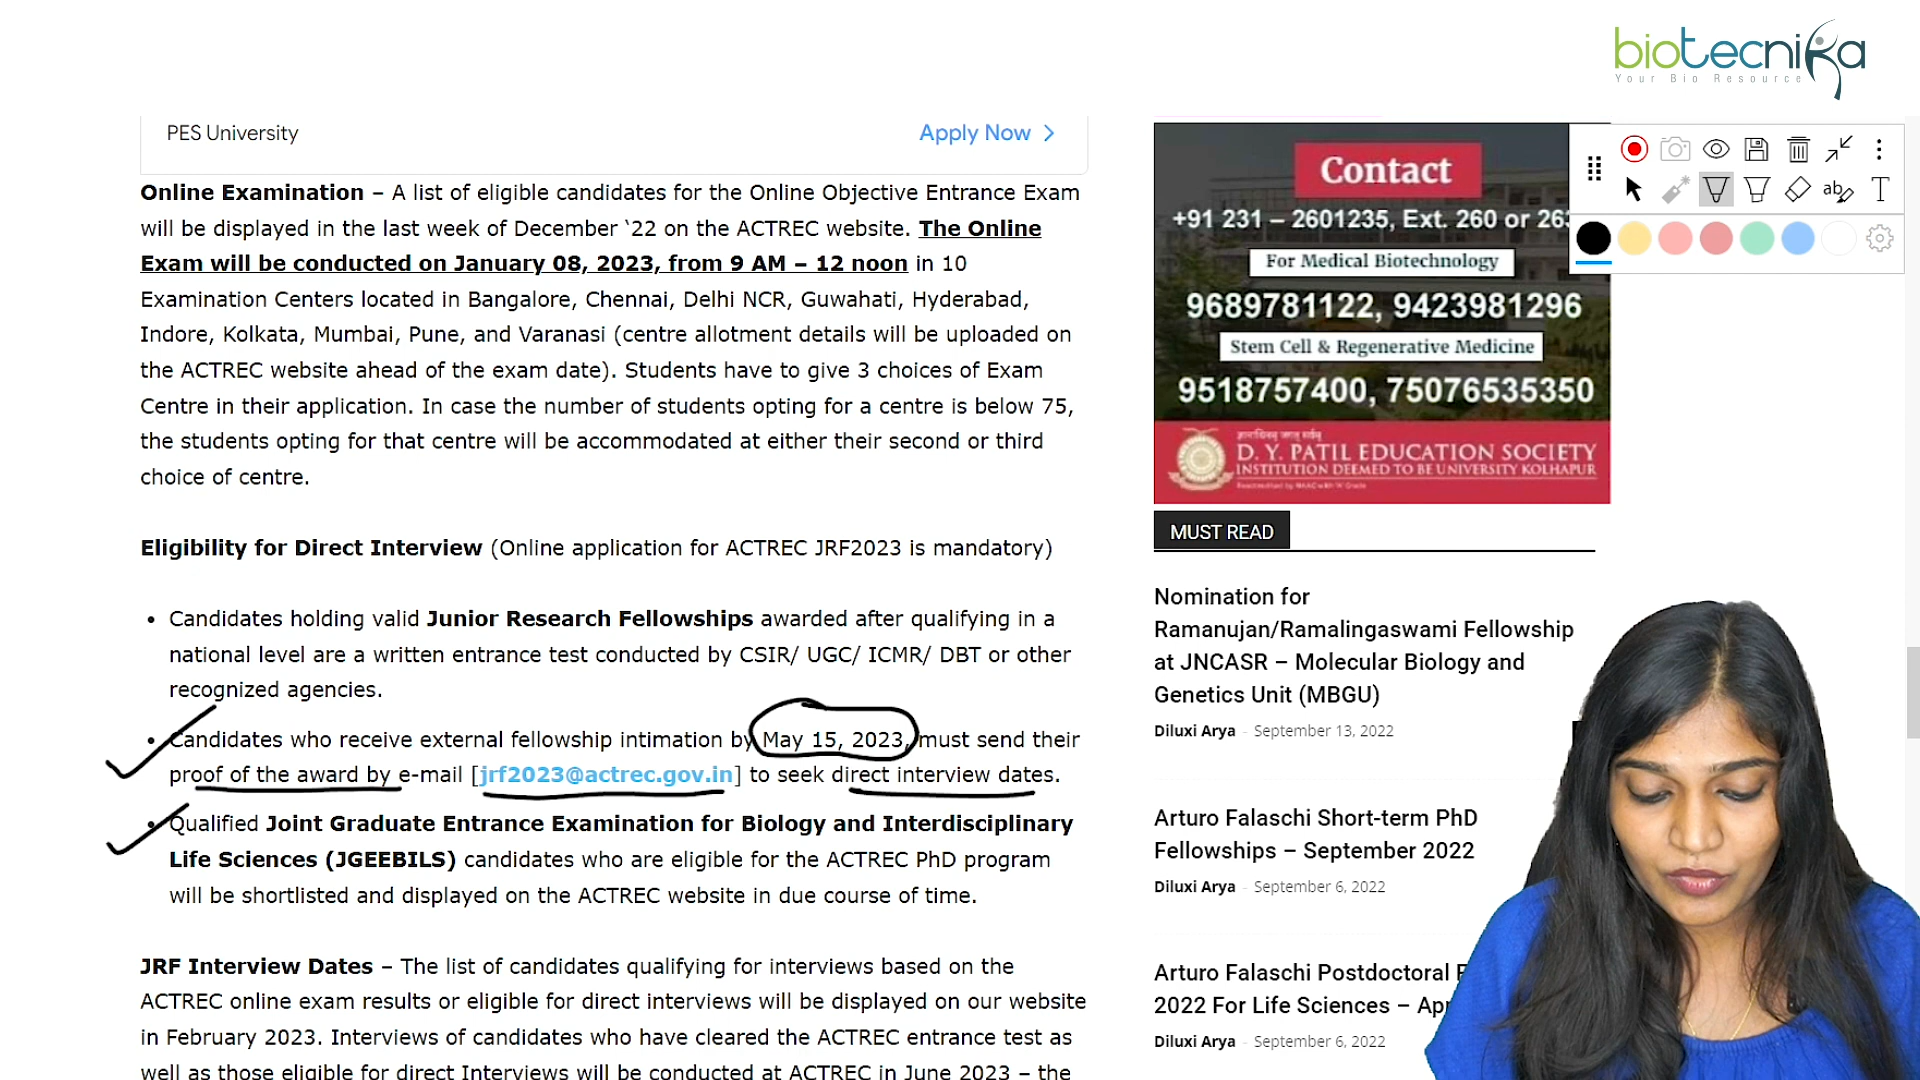 biotecnika
Your Bio Resource
PES University
Apply Now
Online Examination – A list of eligible candidates for the Online Objective Entrance Exam
will be displayed in the last week of December `22 on the ACTREC website. The Online
Exam will be conducted on January 08, 2023, from 9 AM – 12 noon in 10
Examination Centers located in Bangalore, Chennai, Delhi NCR, Guwahati, Hyderabad,
Indore, Kolkata, Mumbai, Pune, and Varanasi (centre allotment details will be uploaded on
the ACTREC website ahead of the exam date). Students have to give 3 choices of Exam
Centre in their application. In case the number of students opting for a centre is below 75,
the students opting for that centre will be accommodated at either their second or third
choice of centre.
Eligibility for Direct Interview (Online application for ACTREC JRF2023 is mandatory)
• Candidates holding valid Junior Research Fellowships awarded after qualifying in a
national level are a written entrance test conducted by CSIR/ UGC/ ICMR/ DBT or other
recognized agencies.
• Candidates who receive external fellowship intimation by May 15, 2023, must send their
proof of the award by e-mail [jrf2023@actrec.gov.in] to seek direct interview dates.
• Qualified Joint Graduate Entrance Examination for Biology and Interdisciplinary
Life Sciences (JGEEBILS) candidates who are eligible for the ACTREC PhD program
will be shortlisted and displayed on the ACTREC website in due course of time.
JRF Interview Dates – The list of candidates qualifying for interviews based on the
ACTREC online exam results or eligible for direct interviews will be displayed on our website
in February 2023. Interviews of candidates who have cleared the ACTREC entrance test as
well as those eligible for direct Interviews will be conducted at ACTREC in June 2023 – the
Contact
+91 231 – 2601235, Ext. 260 or
For Medical Biotechnology
9689781122, 9423981296
Stem Cell & Regenerative Medicine
9518757400, 75076535350
D. Y. PATIL EDUCATION SOCIETY
INSTITUTION DEEMED TO BE UNIVERSITY KOLHAPUR
ab
T
MUST READ
Nomination for
Ramanujan/Ramalingaswami Fellowship
at JNCASR – Molecular Biology and
Genetics Unit (MBGU)
Diluxi Arya - September 13, 2022
Arturo Falaschi Short-term PhD
Fellowships – September 2022
Diluxi Arya - September 6, 2022
Arturo Falaschi Postdoctoral
2022 For Life Sciences –
Diluxi Arya - September 6, 2022